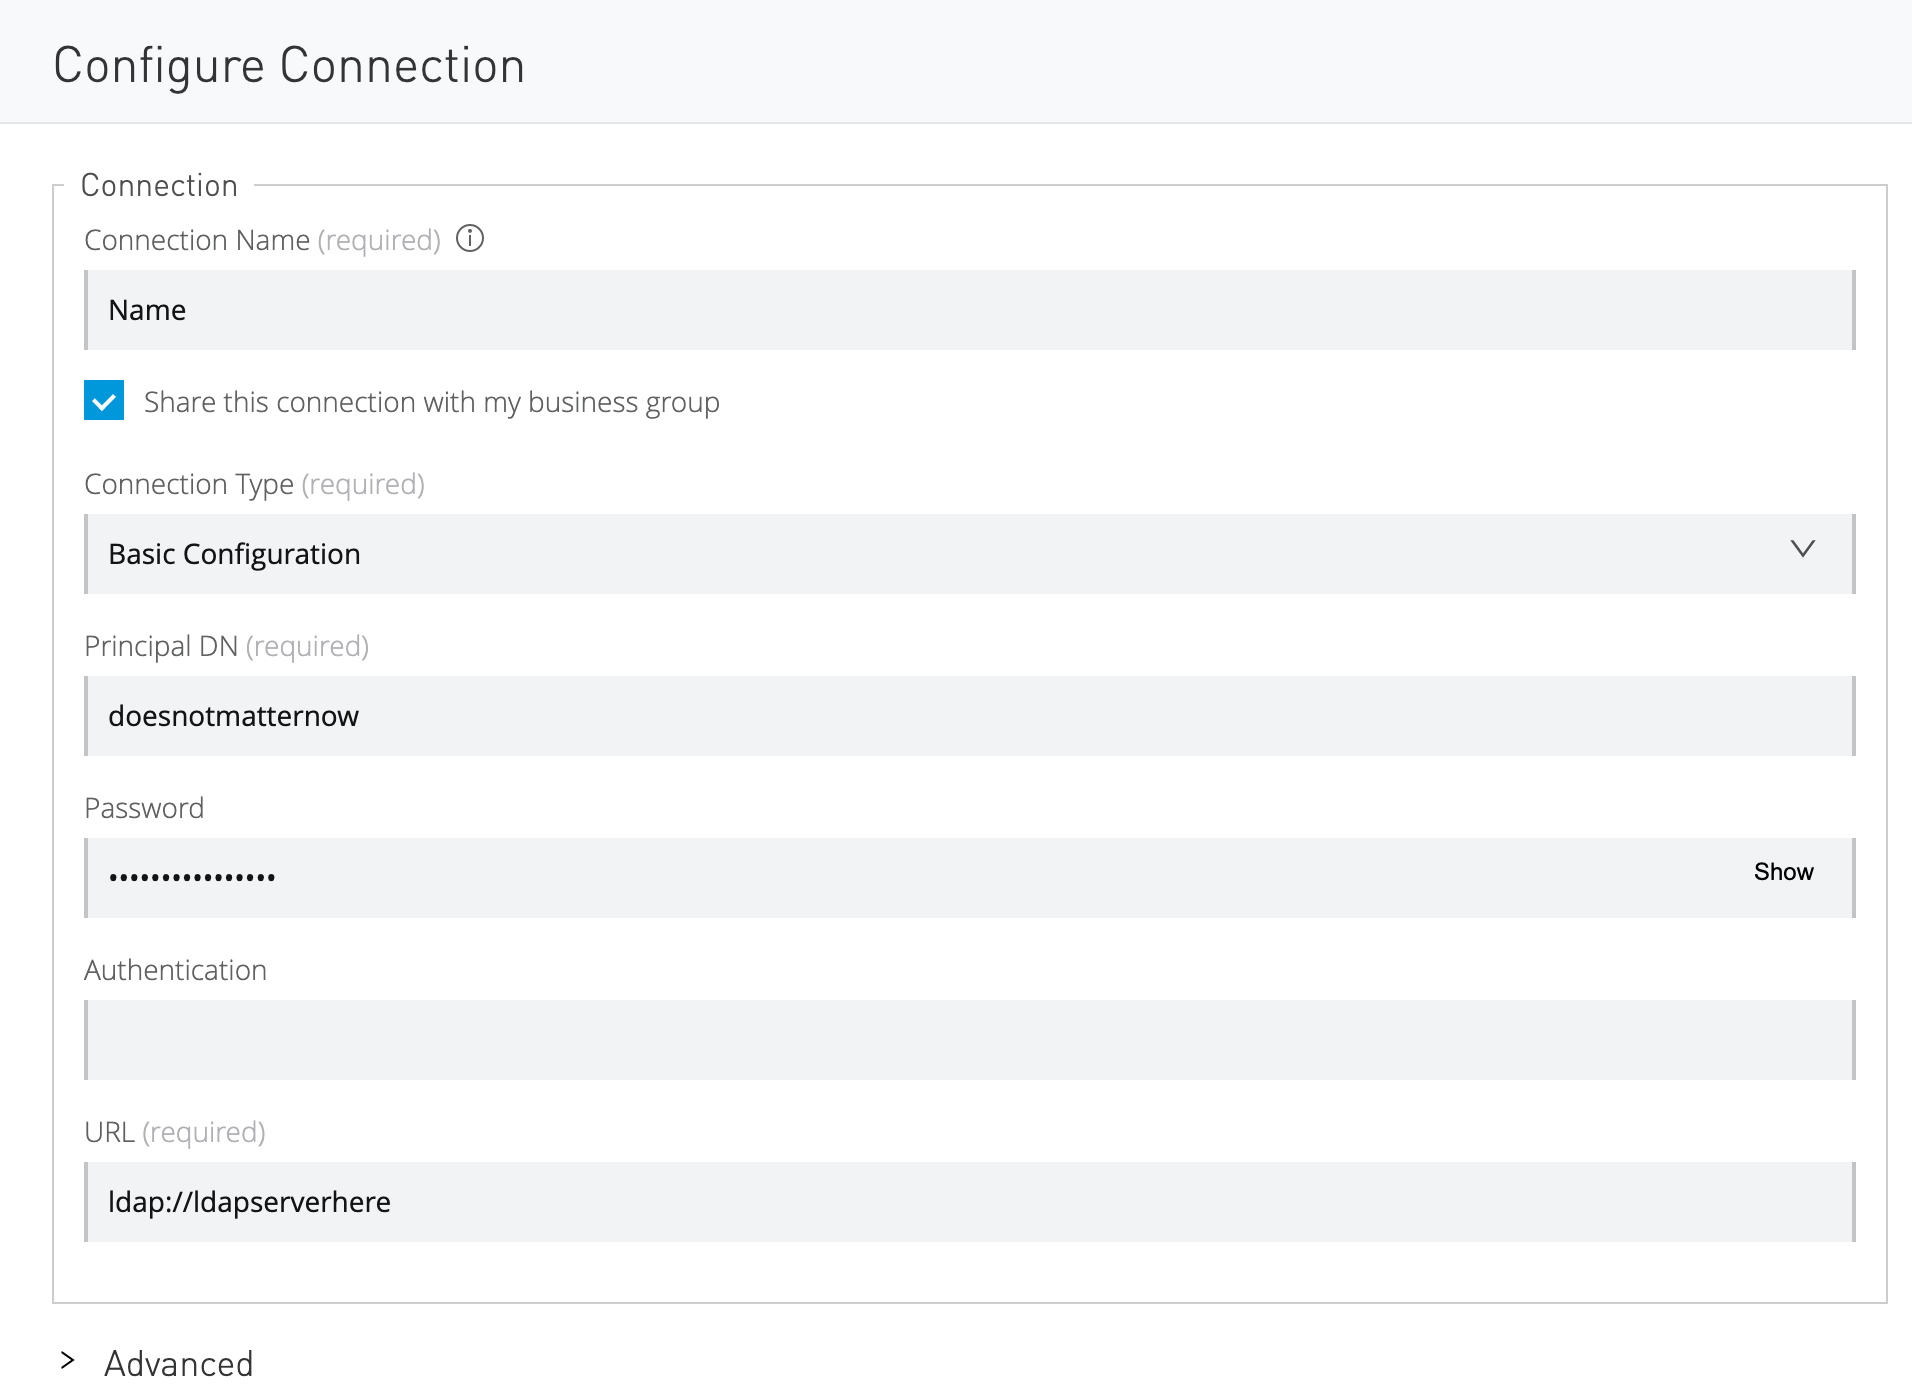 Configure Connection
Connection
Connection Name (required)
Name
Share this connection with my business group
Connection Type (required)
Basic Configuration
Principal DN (required)
doesnotmatternow
Password
••••••••••••••••
Show
Authentication
URL (required)
ldap://ldapserverhere
> Advanced